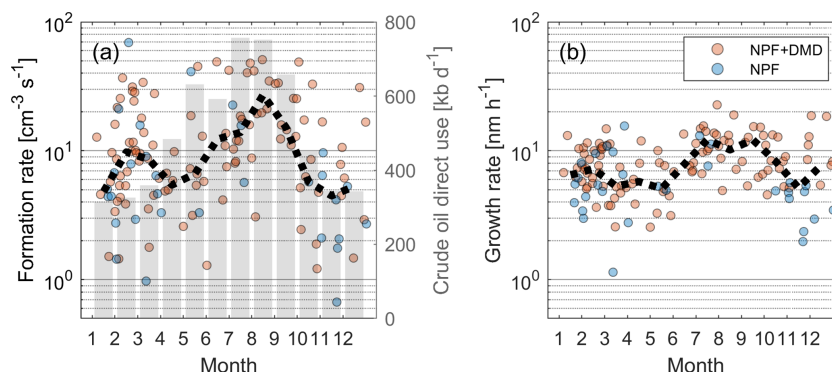 (a)
10²
10¹
10⁰
Formation rate [cm⁻³ s⁻¹]
800
600
400
200
0
Crude oil direct use [kb d⁻¹]
1 2 3 4 5 6 7 8 9 10 11 12
Month
(b)
NPF+DMD
NPF
10²
10¹
10⁰
Growth rate [nm h⁻¹]
1 2 3 4 5 6 7 8 9 10 11 12
Month